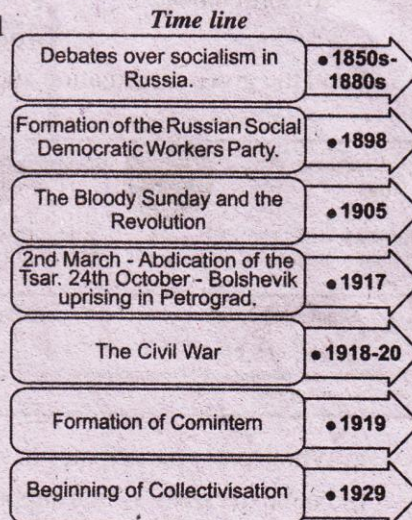 Time line
Debates over socialism in
Russia.
• 1850s-
1880s
Formation of the Russian Social
Democratic Workers Party.
• 1898
The Bloody Sunday and the
Revolution
• 1905
2nd March - Abdication of the
Tsar. 24th October - Bolshevik
uprising in Petrograd.
• 1917
The Civil War
• 1918-20
Formation of Comintern
• 1919
Beginning of Collectivisation
• 1929